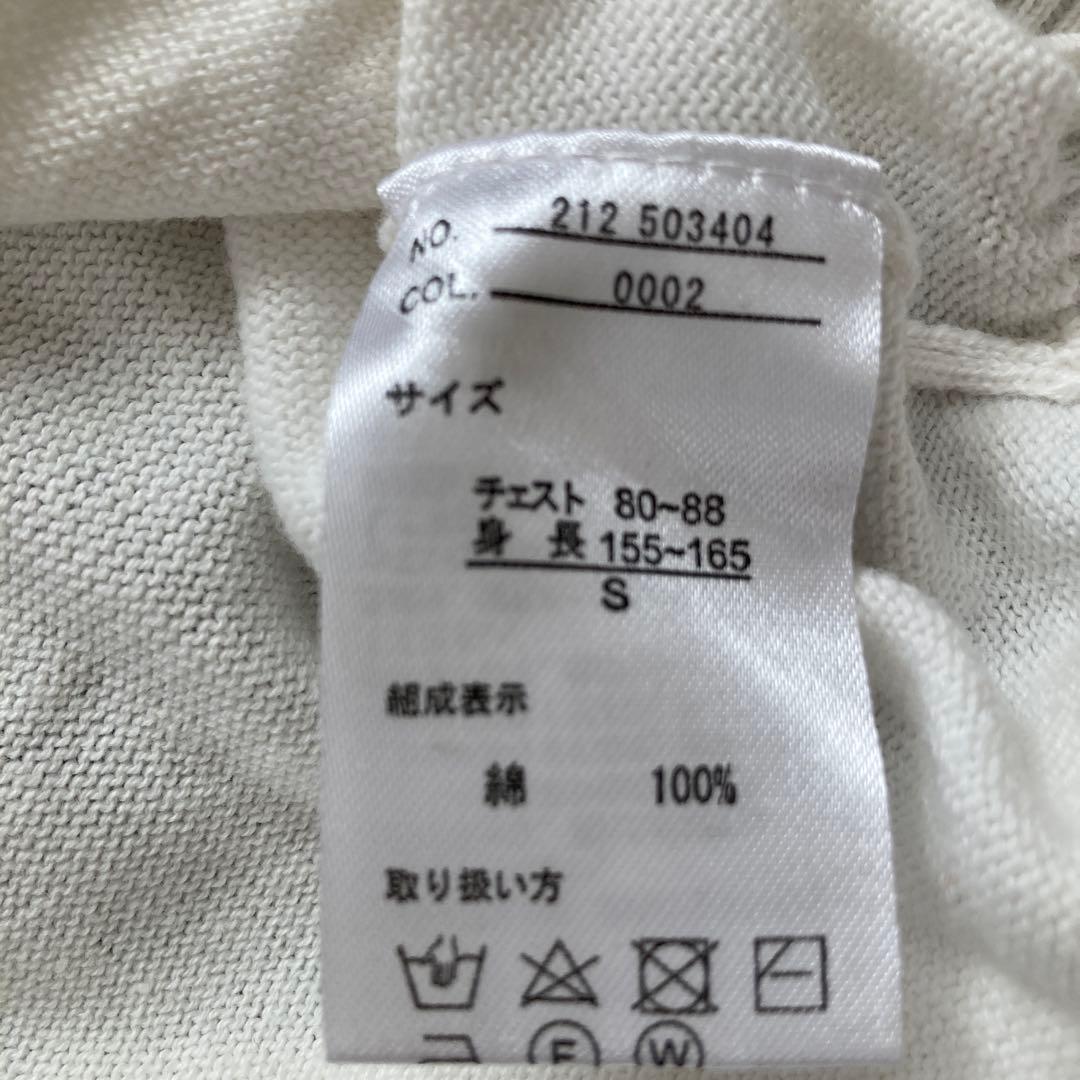 NO. 212 503404
COL. 0002
サイズ
チェスト 80~88
身 長 155~165
S
組成表示
綿 100%
取り扱い方
F W